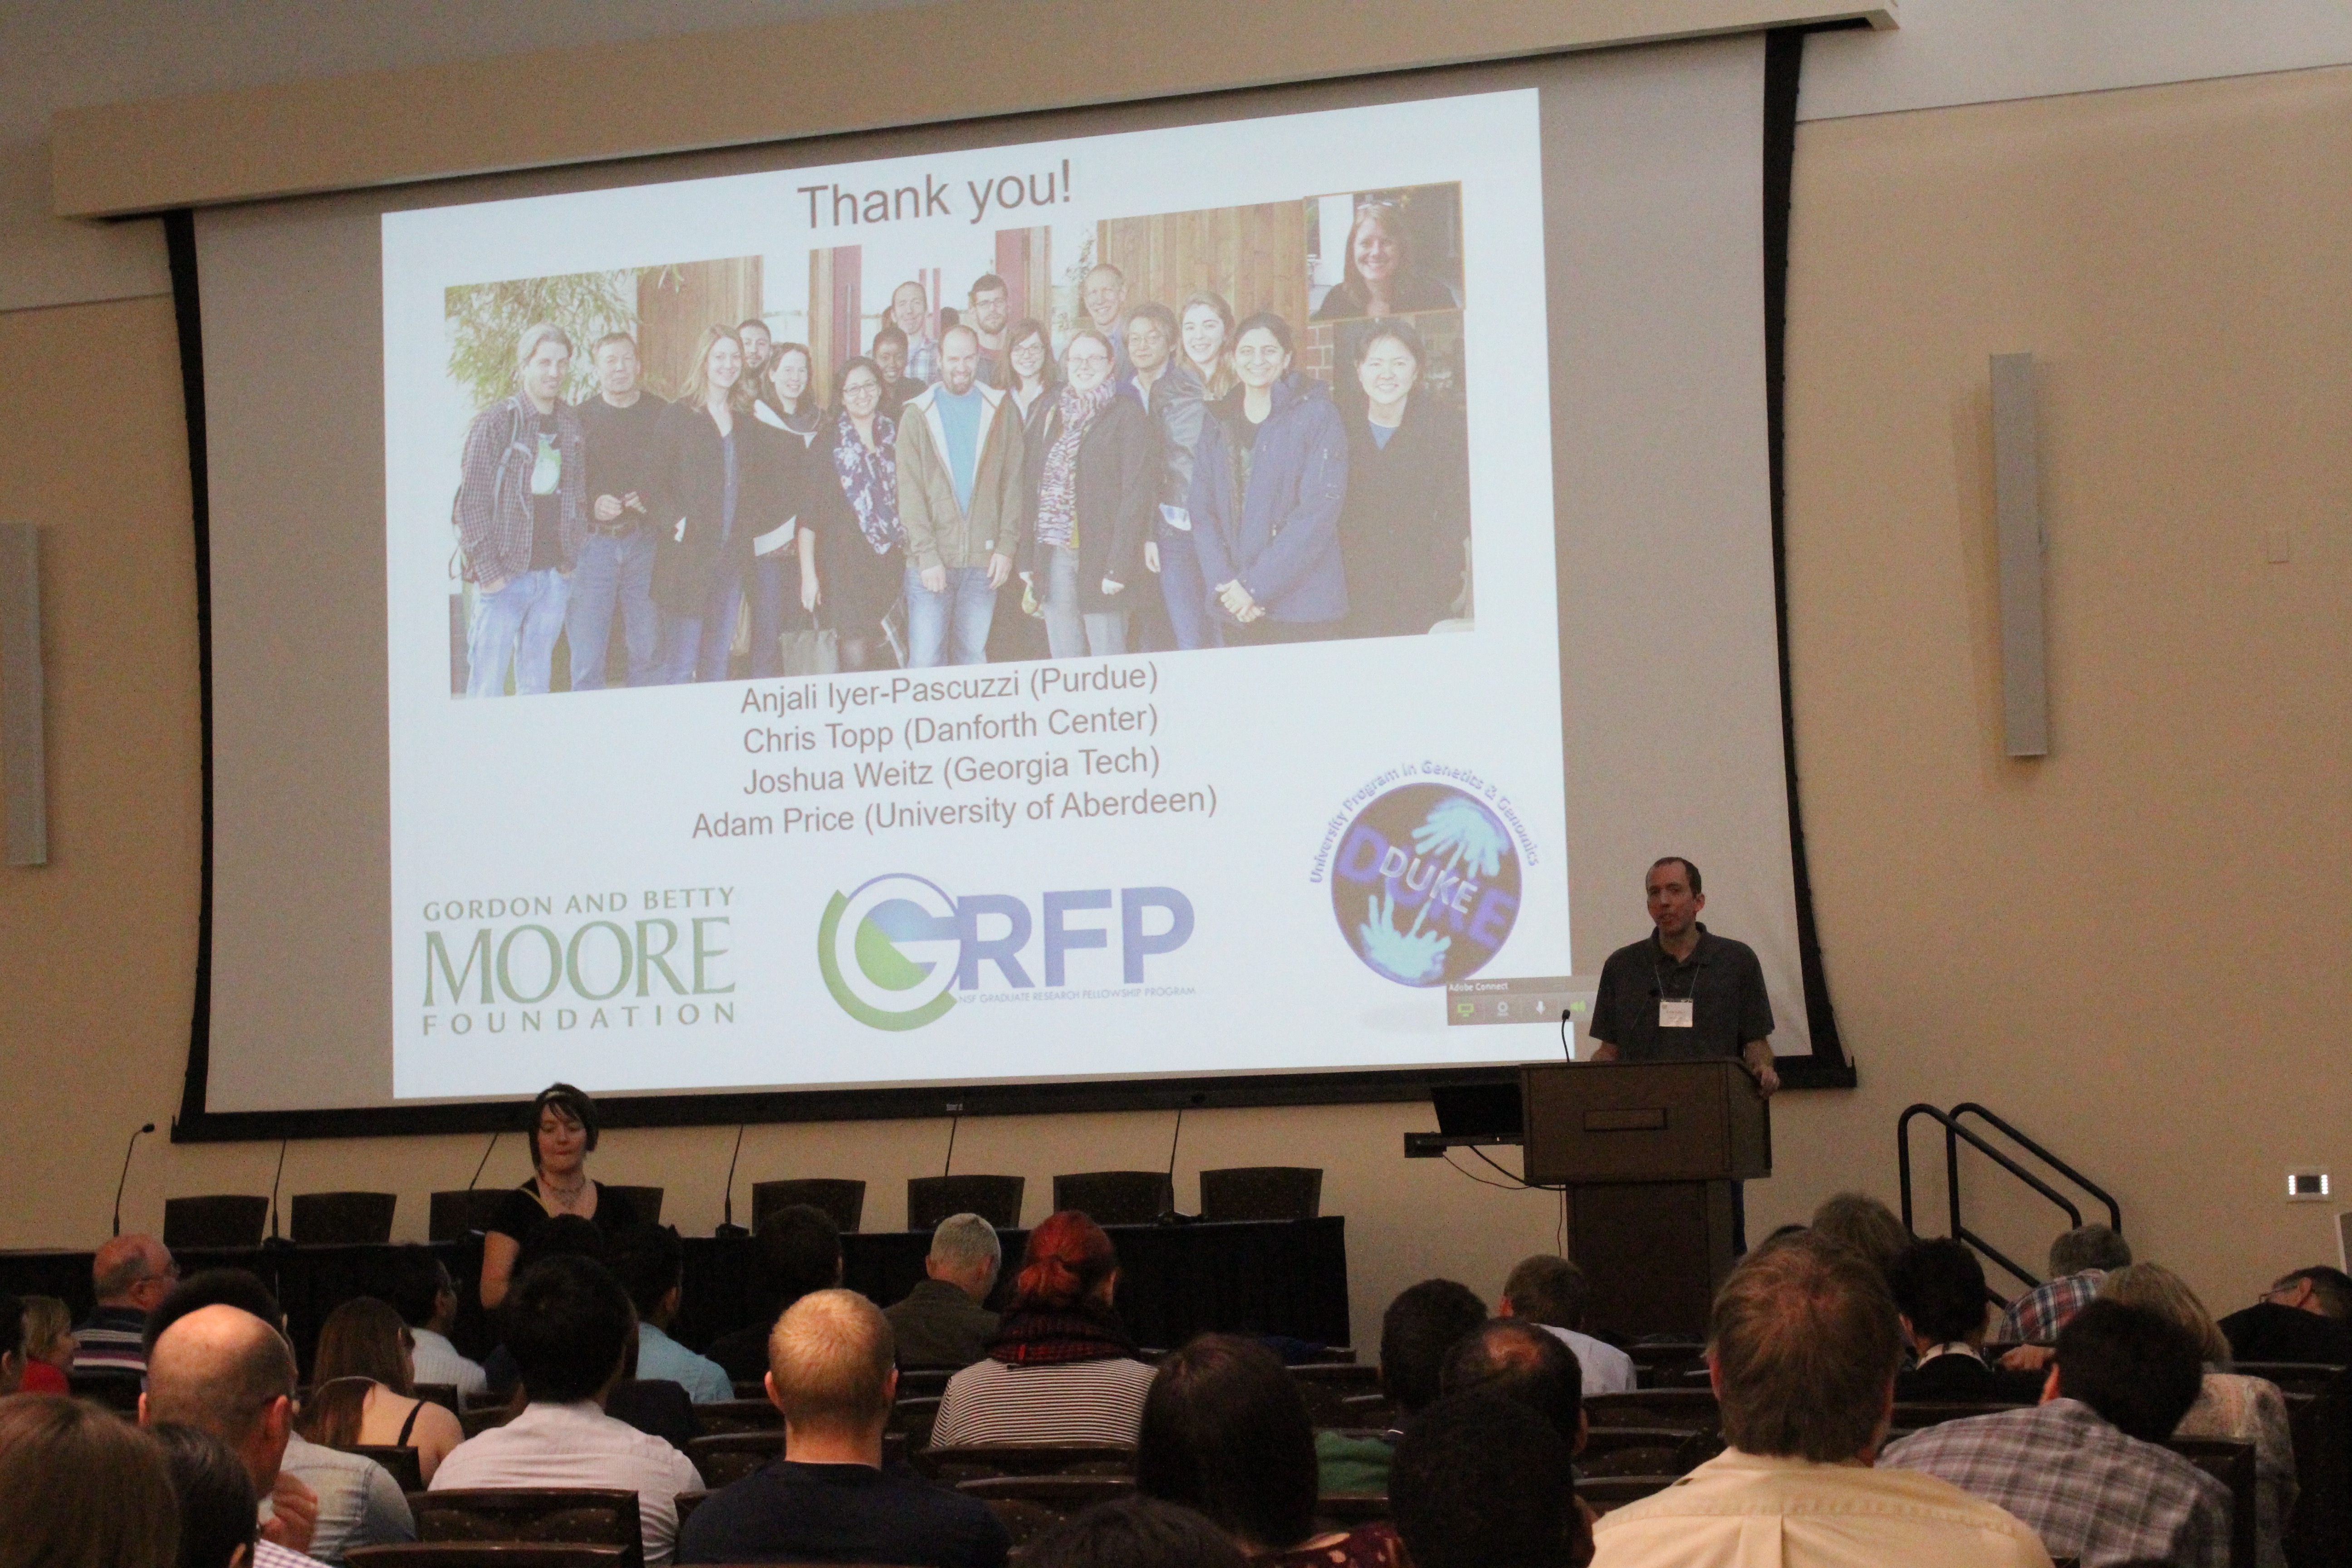 Thank you!
Anjali Iyer-Pascuzzi (Purdue)
Chris Topp (Danforth Center)
Joshua Weitz (Georgia Tech)
Adam Price (University of Aberdeen)
GORDON AND BETTY
MOORE
FOUNDATION
GRFP
NSF GRADUATE RESEARCH FELLOWSHIP PROGRAM
University Program in Genetics & Genomics
DUKE
DUKE
Adobe Connect